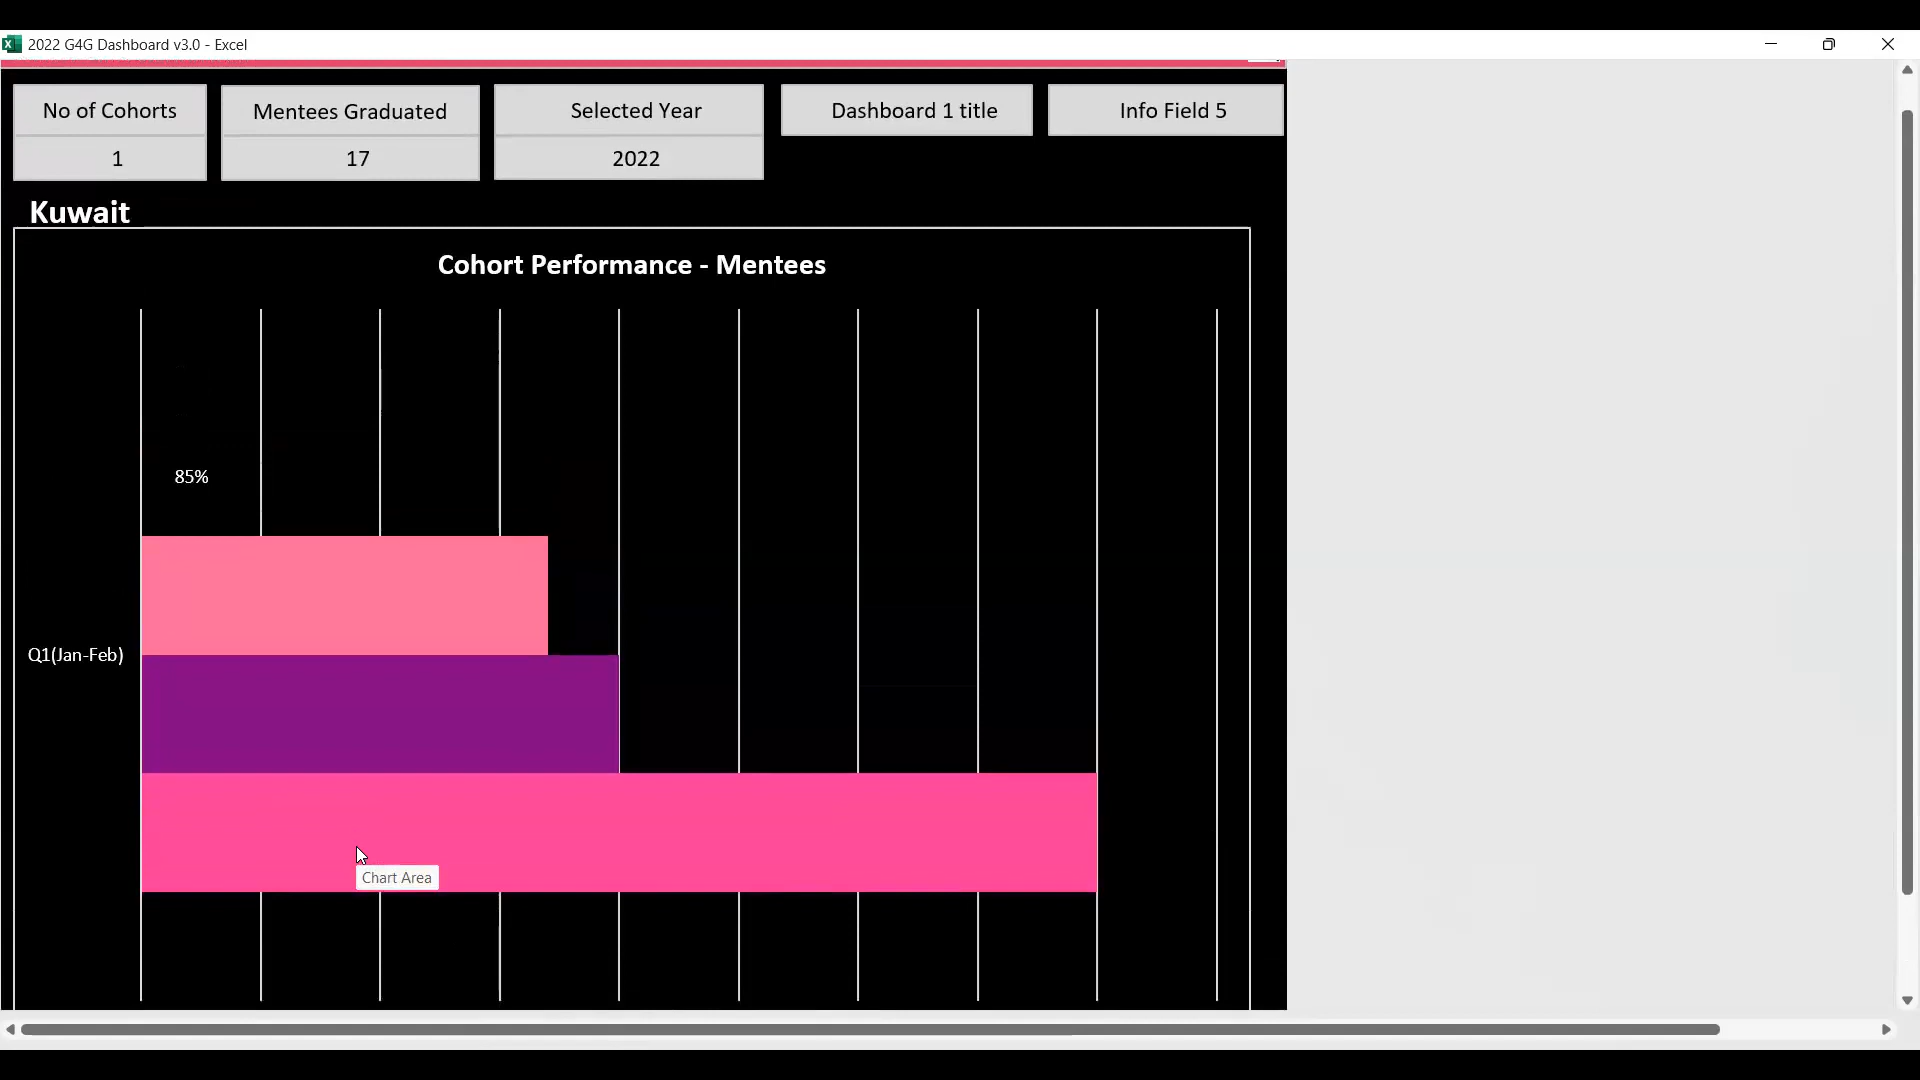 2022 G4G Dashboard v3.0 - Excel
No of Cohorts
1
Mentees Graduated
17
Selected Year
2022
Dashboard 1 title
Info Field 5
Kuwait
Cohort Performance - Mentees
85%
Q1(Jan-Feb)
Chart Area